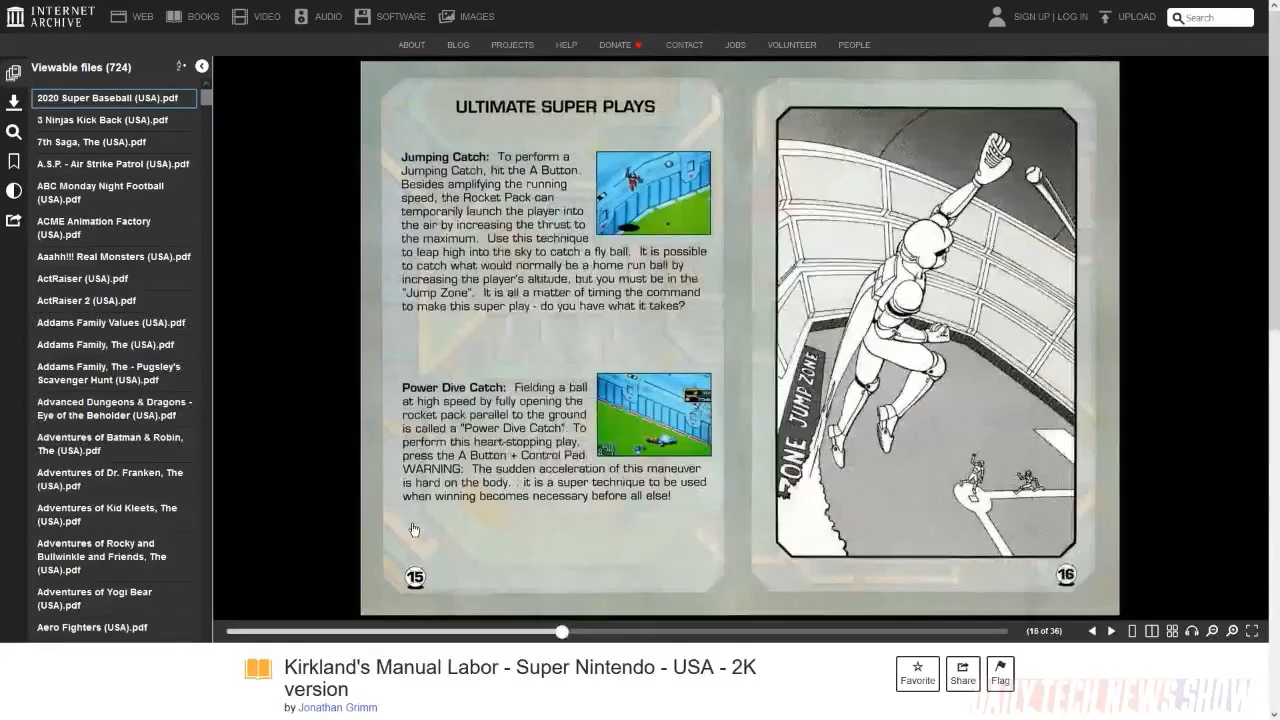 INTERNET
ARCHIVE
WEB
BOOKS
VIDEO
AUDIO
SOFTWARE
IMAGES
SIGN UP | LOG IN
UPLOAD
Search
ABOUT
BLOG
PROJECTS
HELP
DONATE
CONTACT
JOBS
VOLUNTEER
PEOPLE
Viewable files (724)
2020 Super Baseball (USA).pdf
3 Ninjas Kick Back (USA).pdf
7th Saga, The (USA).pdf
A.S.P. - Air Strike Patrol (USA).pdf
ABC Monday Night Football
(USA).pdf
ACME Animation Factory
(USA).pdf
Aaahh!!! Real Monsters (USA).pdf
ActRaiser (USA).pdf
ActRaiser 2 (USA).pdf
Addams Family Values (USA).pdf
Addams Family, The (USA).pdf
Addams Family, The - Pugsley's
Scavenger Hunt (USA).pdf
Advanced Dungeons & Dragons -
Eye of the Beholder (USA).pdf
Adventures of Batman & Robin,
The (USA).pdf
Adventures of Dr. Franken, The
(USA).pdf
Adventures of Kid Kleets, The
(USA).pdf
Adventures of Rocky and
Bullwinkle and Friends, The
(USA).pdf
Adventures of Yogi Bear
(USA).pdf
Aero Fighters (USA).pdf
ULTIMATE SUPER PLAYS
Jumping Catch: To perform a
Jumping Catch, hit the A Button.
Besides amplifying the running
speed, the Rocket Pack can
temporarily launch the player into
the air by increasing the thrust to
the maximum. Use this technique
to leap high into the sky to catch a fly ball. It is possible
to catch what would normally be a home run ball by
increasing the player's altitude, but you must be in the
"Jump Zone". It is all a matter of timing the command
to make this super play - do you have what it takes?
Power Dive Catch: Fielding a ball
at high speed by fully opening the
rocket pack parallel to the ground
is called a "Power Dive Catch". To
perform this heart-stopping play,
press the A Button + Control Pad
WARNING: The sudden acceleration of this maneuver
is hard on the body. . it is a super technique to be used
when winning becomes necessary before all else!
15
ZONE JUMP ZONE
16
(16 of 36)
Kirkland's Manual Labor - Super Nintendo - USA - 2K
version
by Jonathan Grimm
Favorite
Share
Flag
DAILY TECH NEWS SHOW